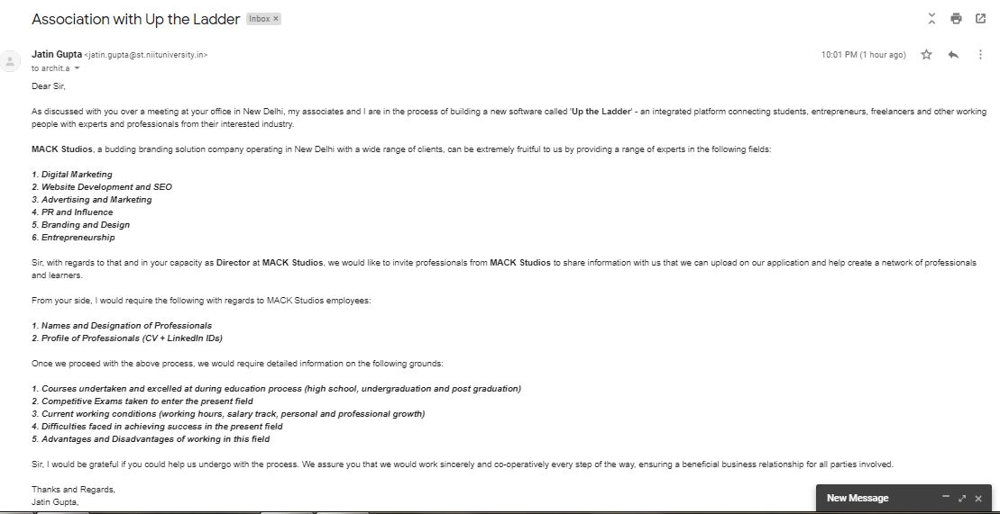 Association with Up the Ladder Inbox ×
Jatin Gupta <jatin.gupta@st.niituniversity.in> 10:01 PM (1 hour ago)
to archit.a
Dear Sir,
As discussed with you over a meeting at your office in New Delhi, my associates and I are in the process of building a new software called 'Up the Ladder' - an integrated platform connecting students, entrepreneurs, freelancers and other working
people with experts and professionals from their interested industry.
MACK Studios, a budding branding solution company operating in New Delhi with a wide range of clients, can be extremely fruitful to us by providing a range of experts in the following fields:
1. Digital Marketing
2. Website Development and SEO
3. Advertising and Marketing
4. PR and Influence
5. Branding and Design
6. Entrepreneurship
Sir, with regards to that and in your capacity as Director at MACK Studios, we would like to invite professionals from MACK Studios to share information with us that we can upload on our application and help create a network of professionals
and learners.
From your side, I would require the following with regards to MACK Studios employees:
1. Names and Designation of Professionals
2. Profile of Professionals (CV + LinkedIn IDs)
Once we proceed with the above process, we would require detailed information on the following grounds:
1. Courses undertaken and excelled at during education process (high school, undergraduation and post graduation)
2. Competitive Exams taken to enter the present field
3. Current working conditions (working hours, salary track, personal and professional growth)
4. Difficulties faced in achieving success in the present field
5. Advantages and Disadvantages of working in this field
Sir, I would be grateful if you could help us undergo with the process. We assure you that we would work sincerely and co-operatively every step of the way, ensuring a beneficial business relationship for all parties involved.
Thanks and Regards,
Jatin Gupta,
New Message